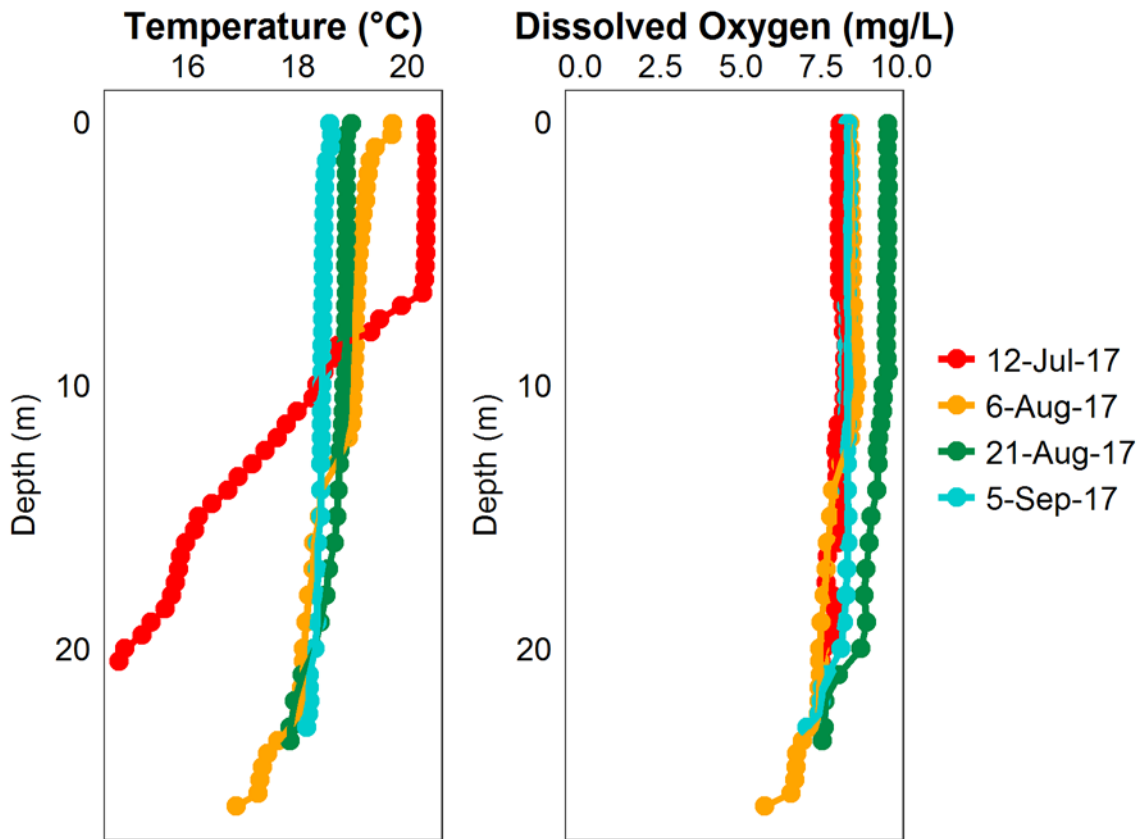 Temperature (°C)
16 18 20
0
10
20
Depth (m)
Dissolved Oxygen (mg/L)
0.0 2.5 5.0 7.5 10.0
0
10
20
Depth (m)
12-Jul-17
6-Aug-17
21-Aug-17
5-Sep-17